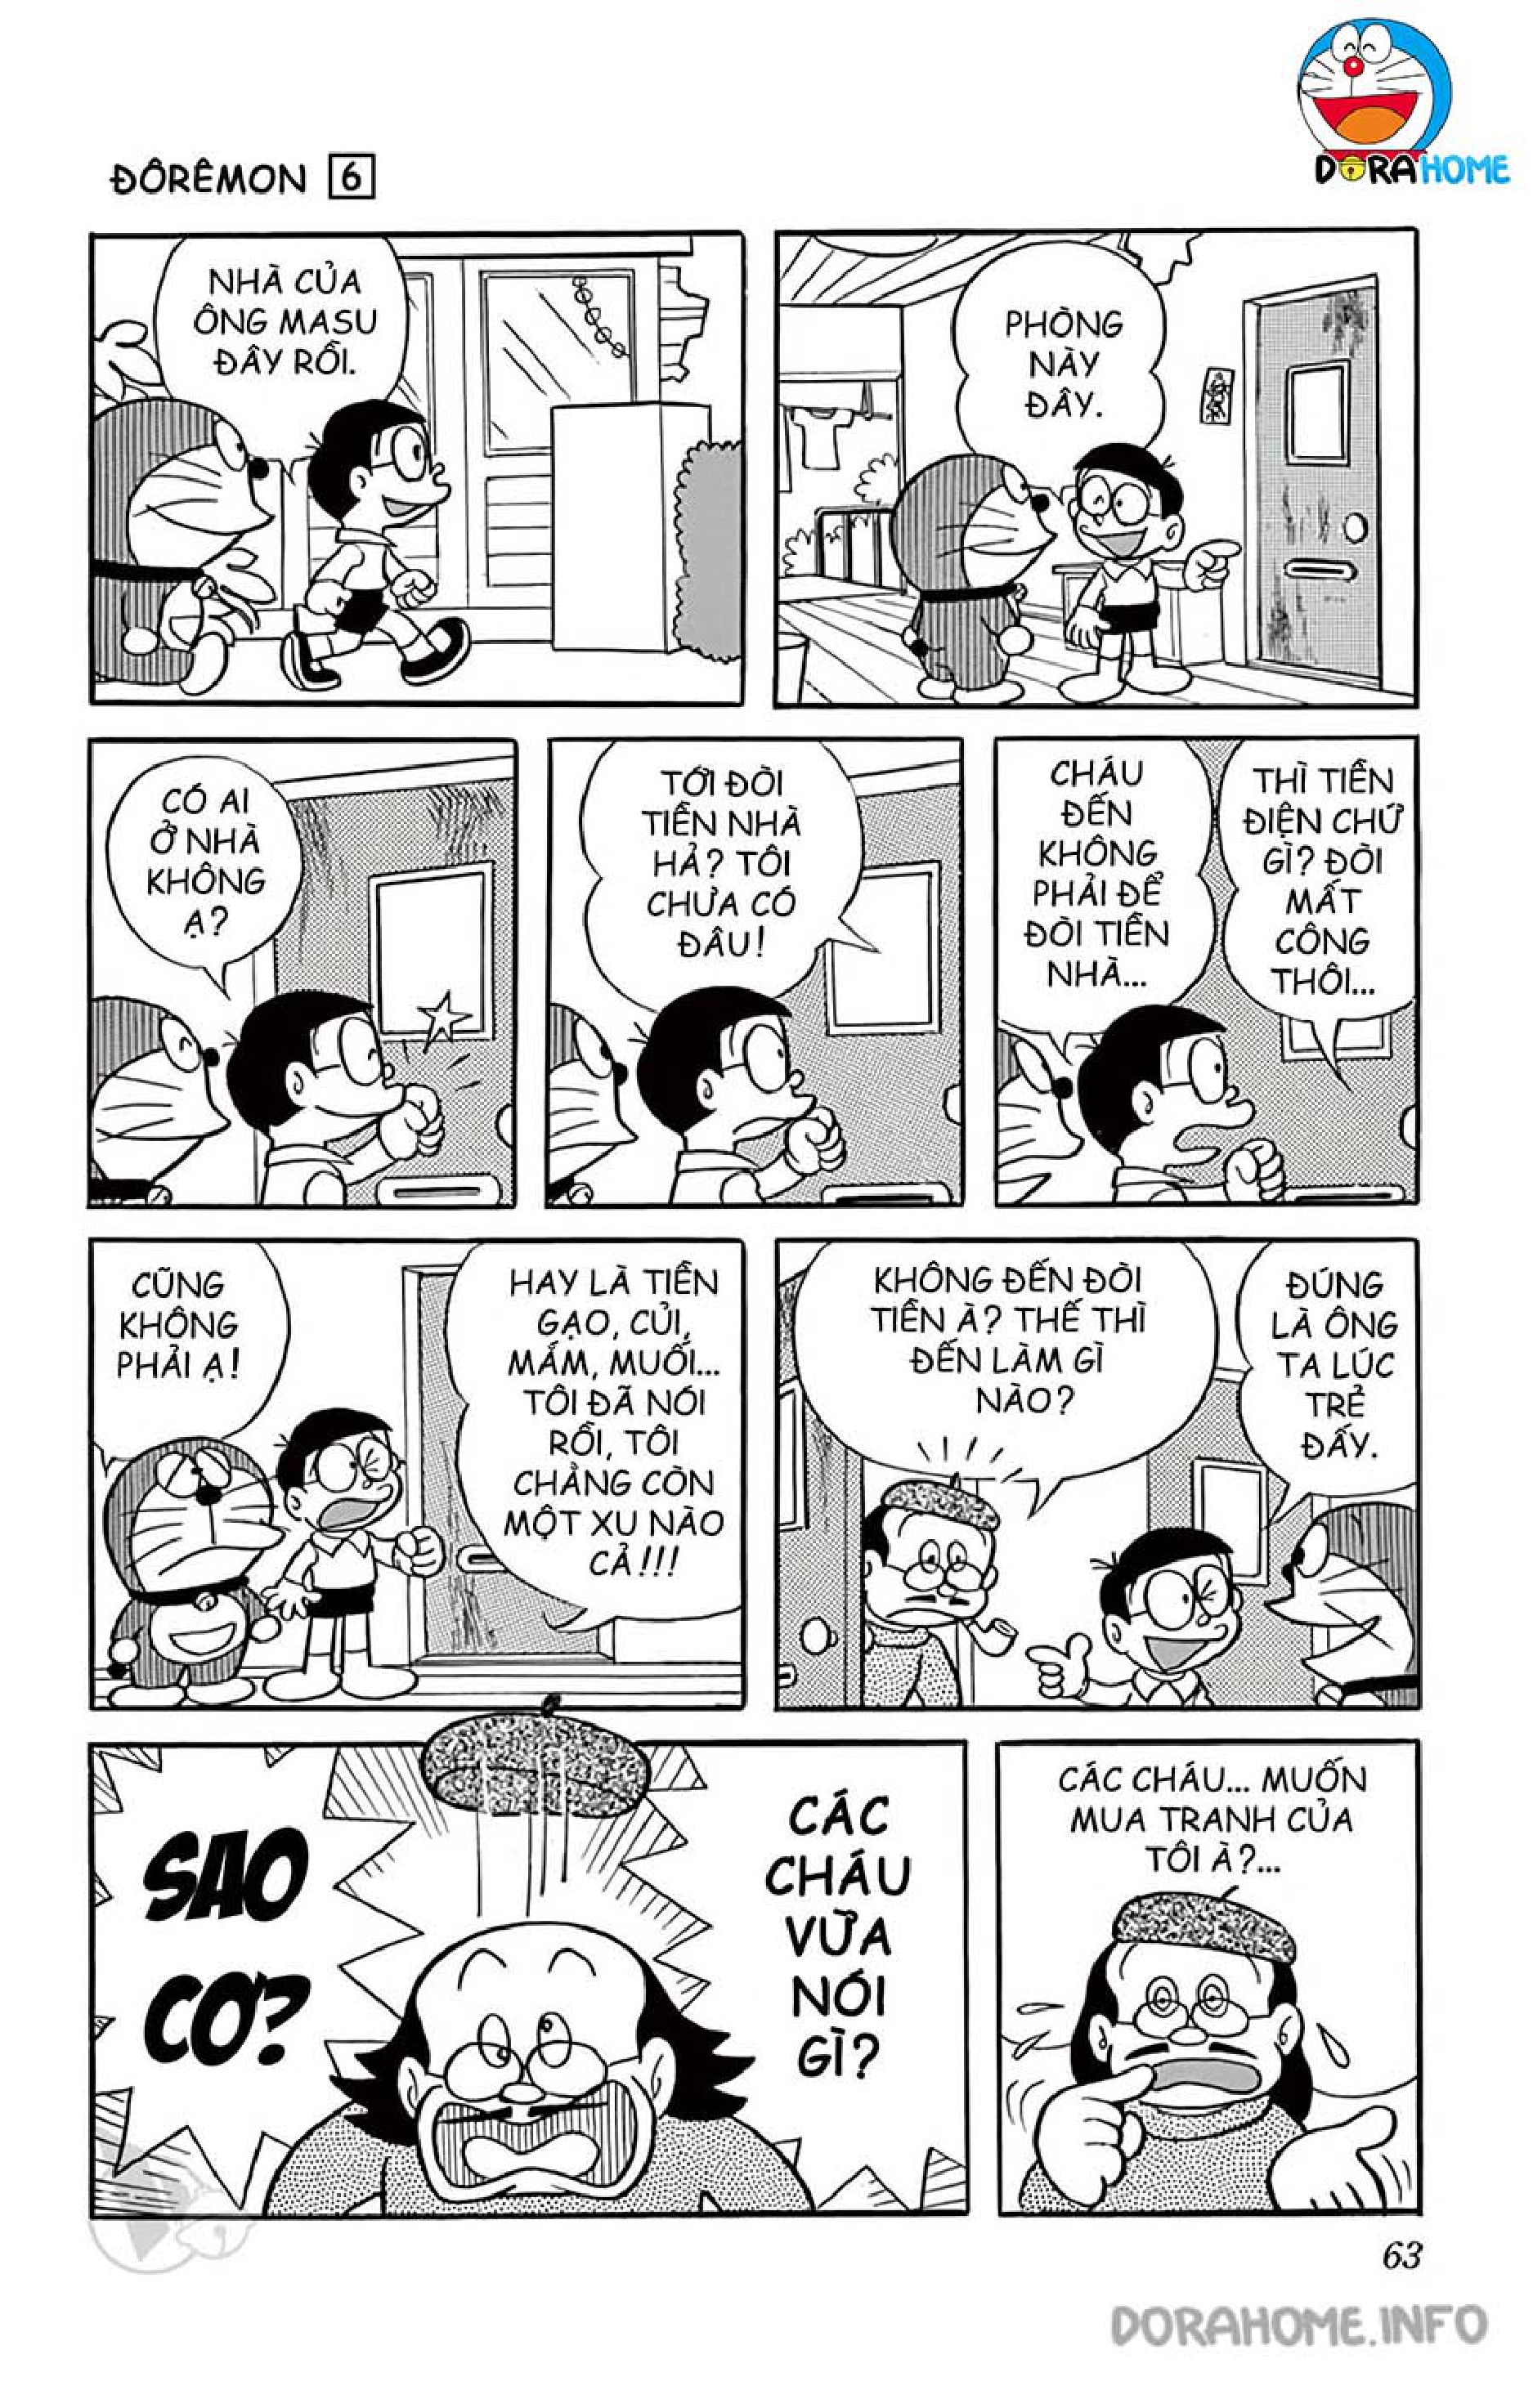 DORAHOME
ĐÔRÊMON 6
NHÀ CỦA
ÔNG MASU
ĐÂY RỒI.
PHÒNG
NÀY
ĐÂY.
CÓ AI
Ở NHÀ
KHÔNG
Ạ?
TỚI ĐÒI
TIỀN NHÀ
HẢ? TÔI
CHƯA CÓ
ĐÂU!
CHÁU
ĐẾN
KHÔNG
PHẢI ĐỂ
ĐÒI TIỀN
NHÀ...
THÌ TIỀN
ĐIỆN CHỨ
GÌ? ĐÒI
MẤT
CÔNG
THÔI...
CŨNG
KHÔNG
PHẢI Ạ!
HAY LÀ TIỀN
GẠO, CỦI,
MẮM, MUỐI...
TÔI ĐÃ NÓI
RỒI, TÔI
CHẲNG CÒN
MỘT XU NÀO
CẢ!!!
KHÔNG ĐẾN ĐÒI
TIỀN À? THẾ THÌ
ĐẾN LÀM GÌ
NÀO?
ĐÚNG
LÀ ÔNG
TA LÚC
TRẺ
ĐẤY.
SAO
CƠ?
CÁC
CHÁU
VỪA
NÓI
GÌ?
CÁC CHÁU... MUỐN
MUA TRANH CỦA
TÔI À?...
63
DORAHOME.INFO